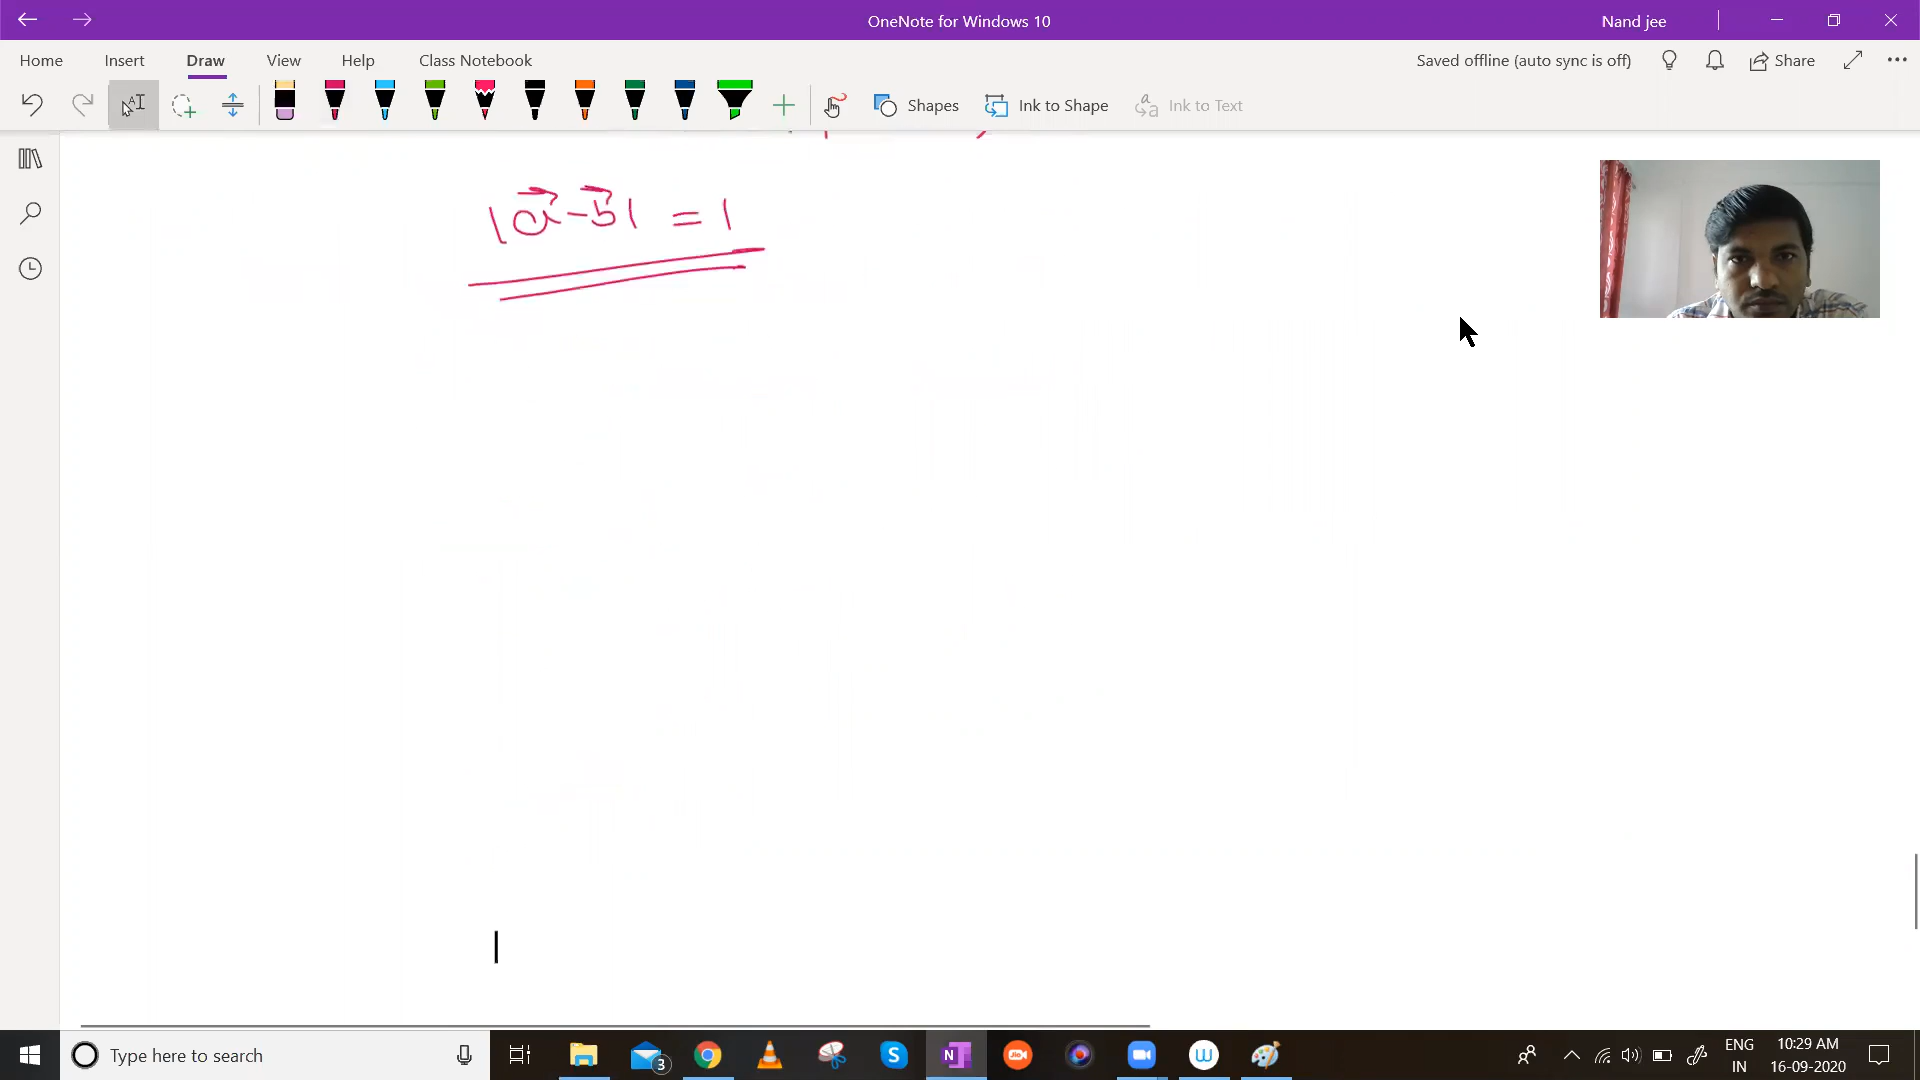 OneNote for Windows 10
Nand jee
Home Insert Draw View Help Class Notebook
Saved offline (auto sync is off) Share
Shapes Ink to Shape Ink to Text
|a⃗ - b⃗| = 1
Type here to search
3
ENG
IN
10:29 AM
16-09-2020